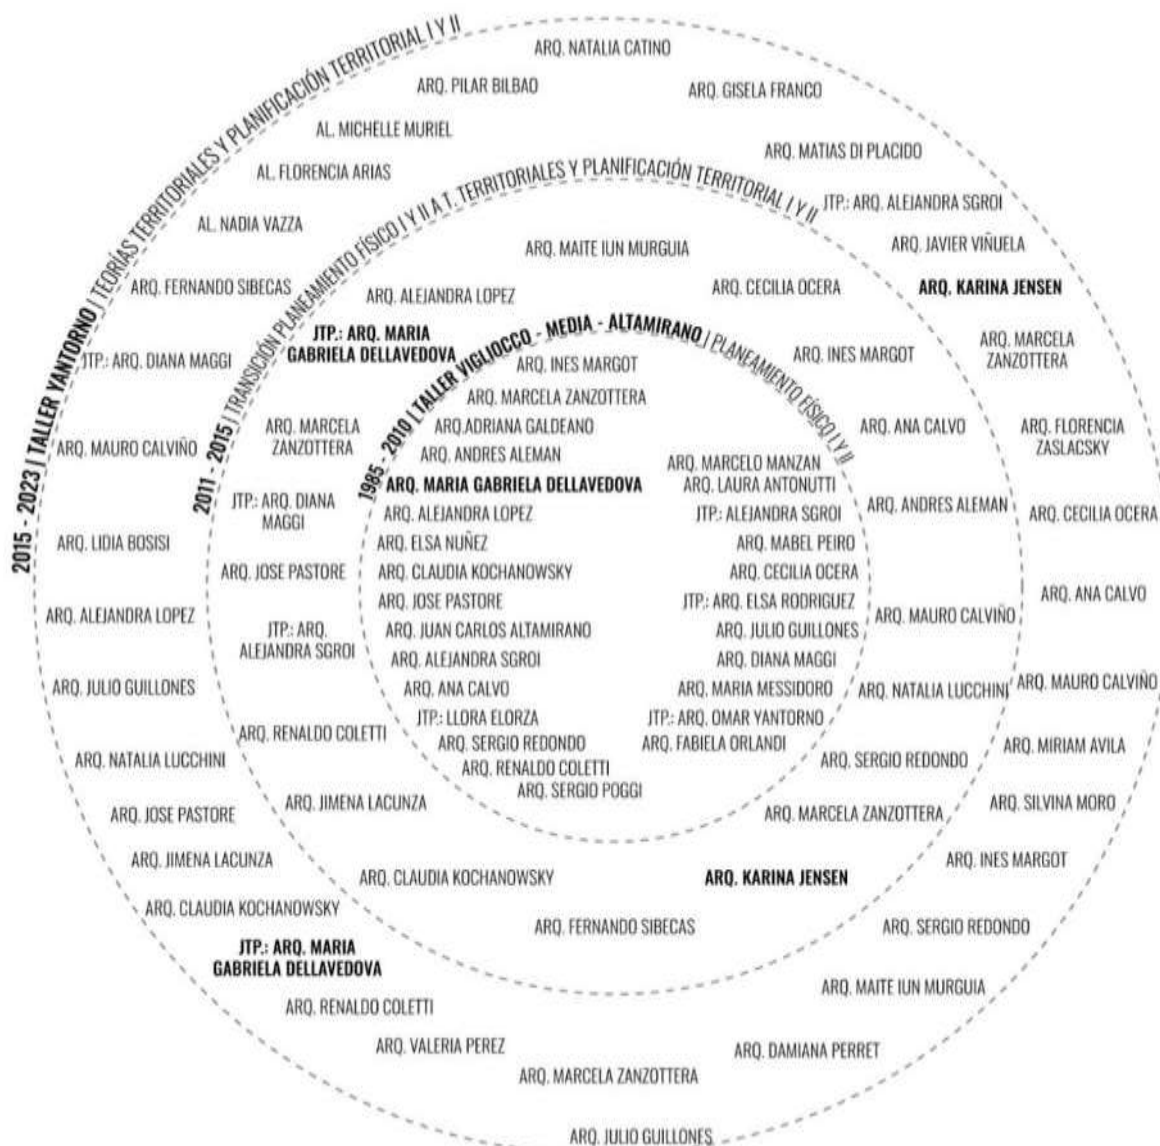 2015 - 2023 | TALLER YANTORNO | TEORÍAS TERRITORIALES Y PLANIFICACIÓN TERRITORIAL I Y II
ARQ. NATALIA CATINO
ARQ. PILAR BILBAO
ARQ. GISELA FRANCO
AL. MICHELLE MURIEL
ARQ. MATIAS DI PLACIDO
AL. FLORENCIA ARIAS
JTP.: ARQ. ALEJANDRA SGROI
AL. NADIA VAZZA
ARQ. JAVIER VIÑUELA
ARQ. FERNANDO SIBECAS
ARQ. KARINA JENSEN
JTP.: ARQ. DIANA MAGGI
ARQ. MARCELA
ZANZOTTERA
ARQ. MAURO CALVIÑO
ARQ. FLORENCIA
ZASLACSKY
ARQ. LIDIA BOSISI
ARQ. CECILIA OCERA
ARQ. ALEJANDRA LOPEZ
ARQ. ANA CALVO
ARQ. JULIO GUILLONES
ARQ. MAURO CALVIÑO
ARQ. NATALIA LUCCHINI
ARQ. MIRIAM AVILA
ARQ. JOSE PASTORE
ARQ. SILVINA MORO
ARQ. JIMENA LACUNZA
ARQ. INES MARGOT
ARQ. CLAUDIA KOCHANOWSKY
ARQ. SERGIO REDONDO
JTP.: ARQ. MARIA
GABRIELA DELLAVEDOVA
ARQ. MAITE IUN MURGUIA
ARQ. RENALDO COLETTI
ARQ. VALERIA PEREZ
ARQ. DAMIANA PERRET
ARQ. MARCELA ZANZOTTERA
ARQ. JULIO GUILLONES
2011 - 2015 | TRANSICIÓN PLANEAMIENTO FÍSICO I Y II A T. TERRITORIALES Y PLANIFICACIÓN TERRITORIAL I Y II
ARQ. MAITE IUN MURGUIA
ARQ. ALEJANDRA LOPEZ
ARQ. CECILIA OCERA
JTP.: ARQ. MARIA
GABRIELA DELLAVEDOVA
ARQ. INES MARGOT
ARQ. MARCELA
ZANZOTTERA
ARQ. ANA CALVO
JTP.: ARQ. DIANA
MAGGI
ARQ. ANDRES ALEMAN
ARQ. JOSE PASTORE
ARQ. MAURO CALVIÑO
JTP.: ARQ.
ALEJANDRA SGROI
ARQ. NATALIA LUCCHINI
ARQ. RENALDO COLETTI
ARQ. SERGIO REDONDO
ARQ. JIMENA LACUNZA
ARQ. MARCELA ZANZOTTERA
ARQ. CLAUDIA KOCHANOWSKY
ARQ. KARINA JENSEN
ARQ. FERNANDO SIBECAS
1985 - 2010 | TALLER VIGLIOCCO - MEDIA - ALTAMIRANO | PLANEAMIENTO FÍSICO I Y II
ARQ. INES MARGOT
ARQ. MARCELA ZANZOTTERA
ARQ.ADRIANA GALDEANO
ARQ. ANDRES ALEMAN
ARQ. MARIA GABRIELA DELLAVEDOVA
ARQ. ALEJANDRA LOPEZ
ARQ. ELSA NUÑEZ
ARQ. CLAUDIA KOCHANOWSKY
ARQ. JOSE PASTORE
ARQ. JUAN CARLOS ALTAMIRANO
ARQ. ALEJANDRA SGROI
ARQ. ANA CALVO
JTP.: LLORA ELORZA
ARQ. SERGIO REDONDO
ARQ. RENALDO COLETTI
ARQ. SERGIO POGGI
ARQ. MARCELO MANZAN
ARQ. LAURA ANTONUTTI
JTP.: ALEJANDRA SGROI
ARQ. MABEL PEIRO
ARQ. CECILIA OCERA
JTP.: ARQ. ELSA RODRIGUEZ
ARQ. JULIO GUILLONES
ARQ. DIANA MAGGI
ARQ. MARIA MESSIDORO
JTP.: ARQ. OMAR YANTORNO
ARQ. FABIELA ORLANDI